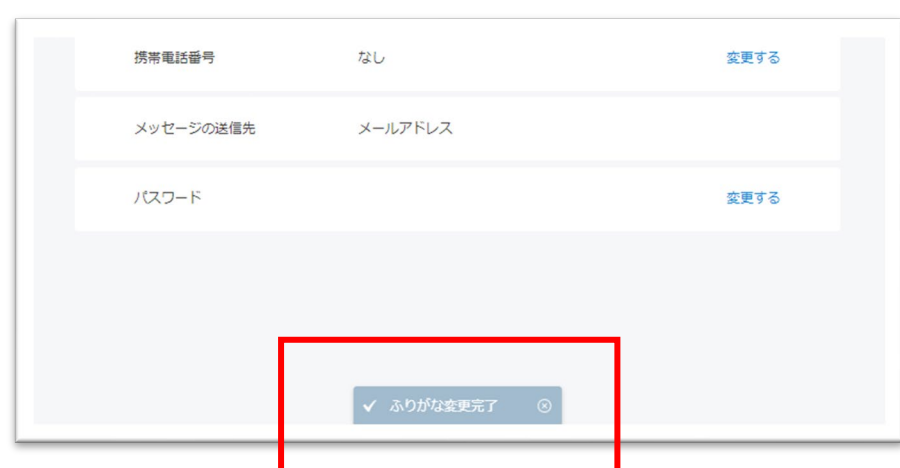 携帯電話番号 なし 変更する
メッセージの送信先 メールアドレス
パスワード 変更する
ふりがな変更完了